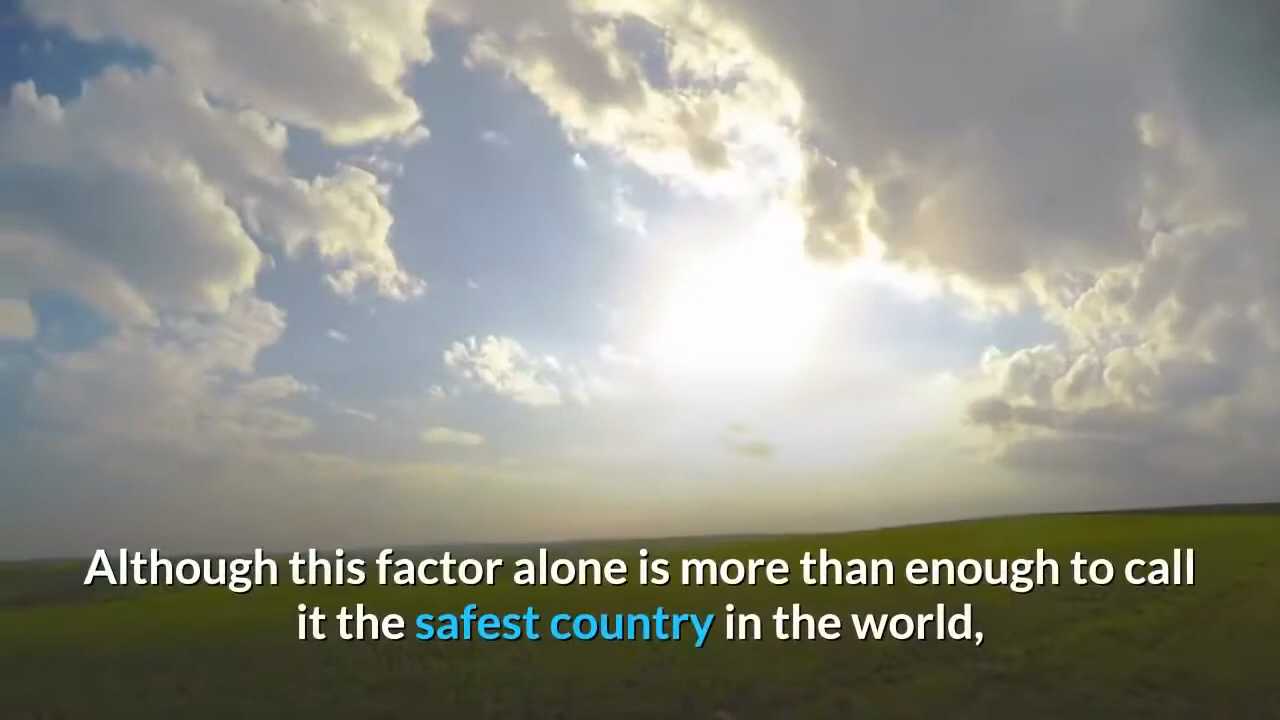 Although this factor alone is more than enough to call
it the safest country in the world,